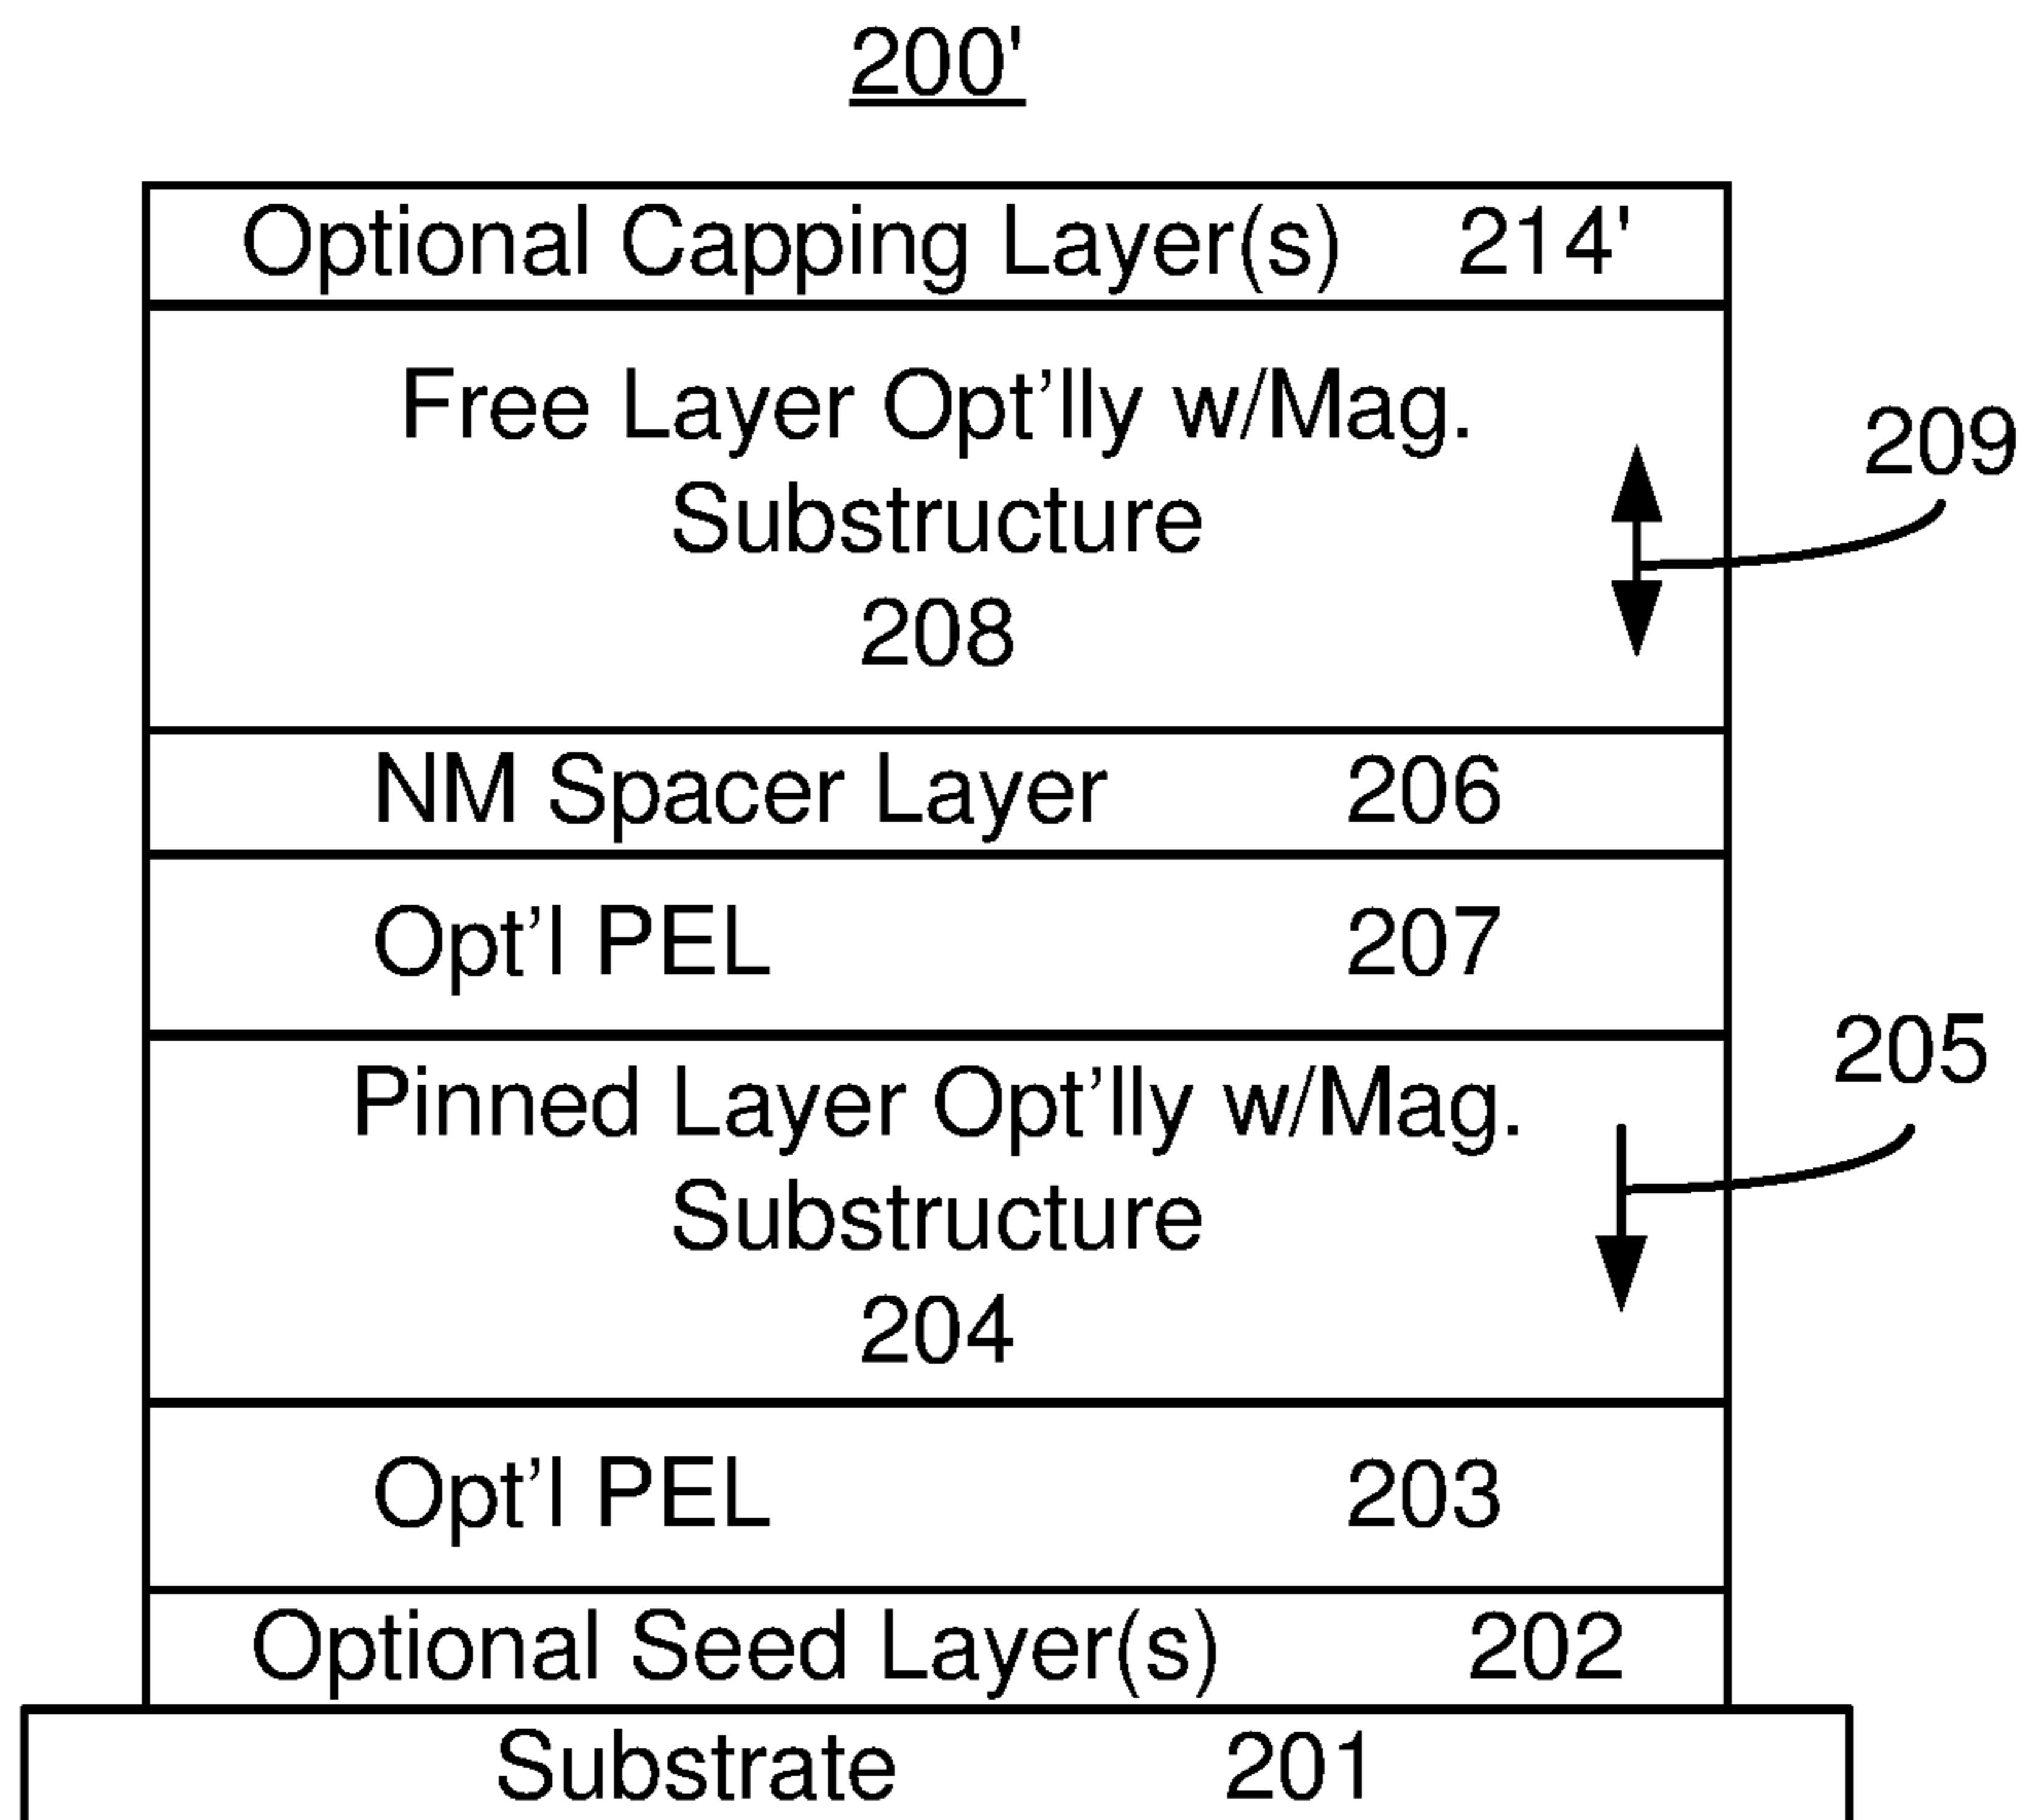 200'
Optional Capping Layer(s) 214'
Free Layer Opt’lly w/Mag.
Substructure
208
209
NM Spacer Layer 206
Opt’l PEL 207
Pinned Layer Opt’lly w/Mag.
Substructure
204
205
Opt’l PEL 203
Optional Seed Layer(s) 202
Substrate 201